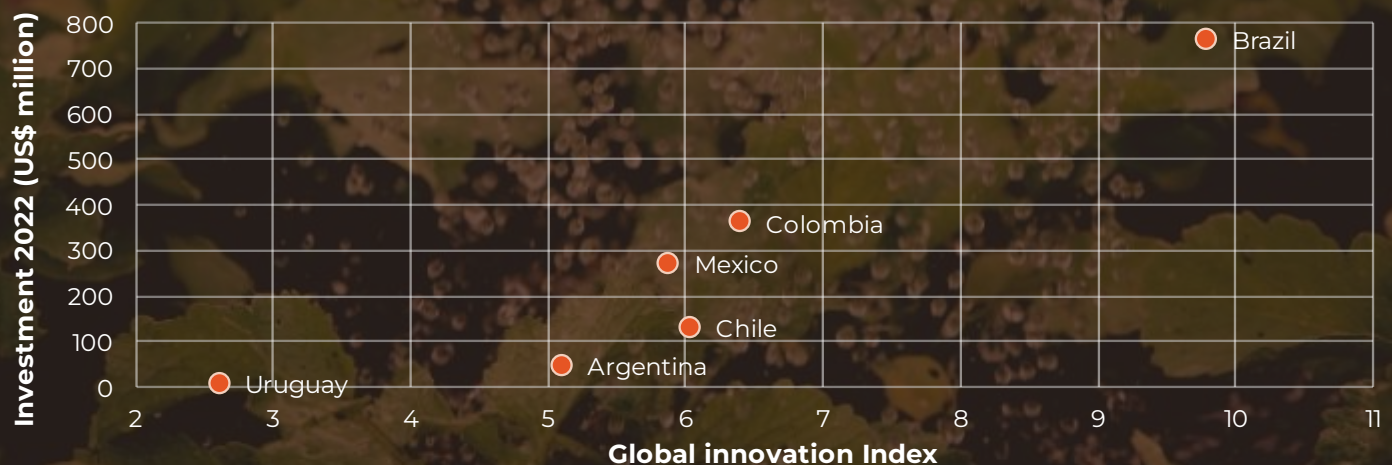 Investment 2022 (US$ million)
800
700
600
500
400
300
200
100
0
Brazil
Colombia
Mexico
Chile
Argentina
Uruguay
2 3 4 5 6 7 8 9 10 11
Global innovation Index